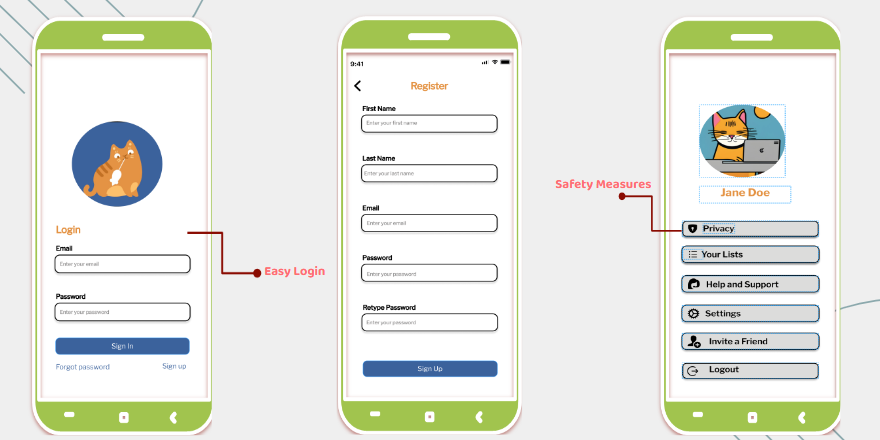 Login
Email
Enter your email
Password
Enter your password
Sign In
Forgot password
Sign up
Easy Login
9:41
Register
First Name
Enter your first name
Last Name
Enter your last name
Email
Enter your email
Password
Enter your password
Retype Password
Enter your password
Sign Up
Safety Measures
Jane Doe
Privacy
Your Lists
Help and Support
Settings
Invite a Friend
Logout